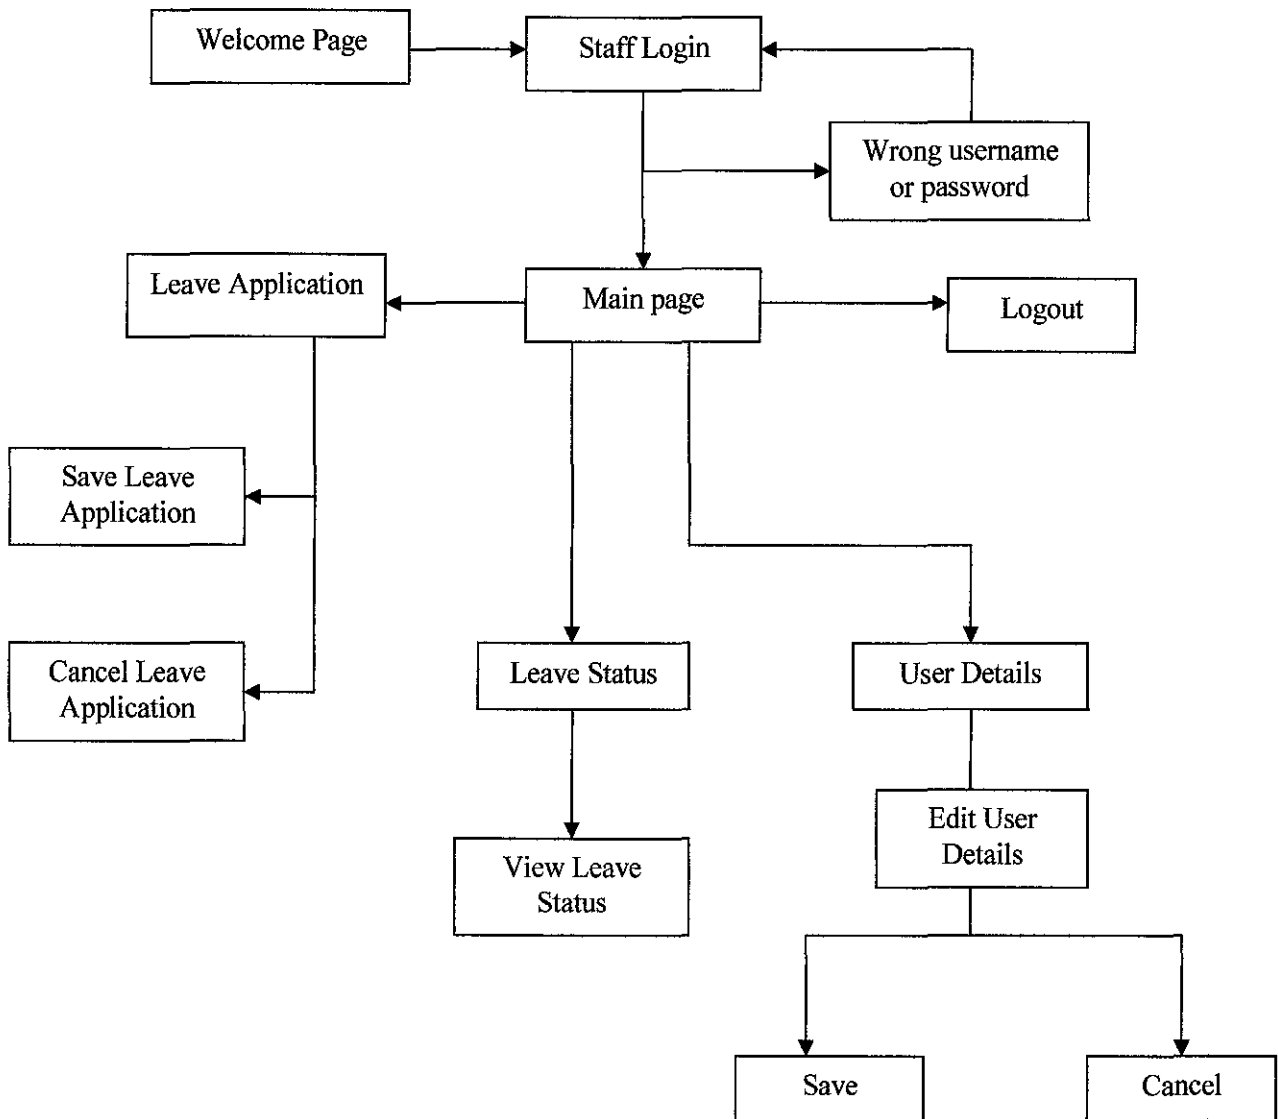 Welcome Page
Staff Login
Wrong username
or password
Leave Application
Main page
Logout
Save Leave
Application
Cancel Leave
Application
Leave Status
User Details
View Leave
Status
Edit User
Details
Save
Cancel